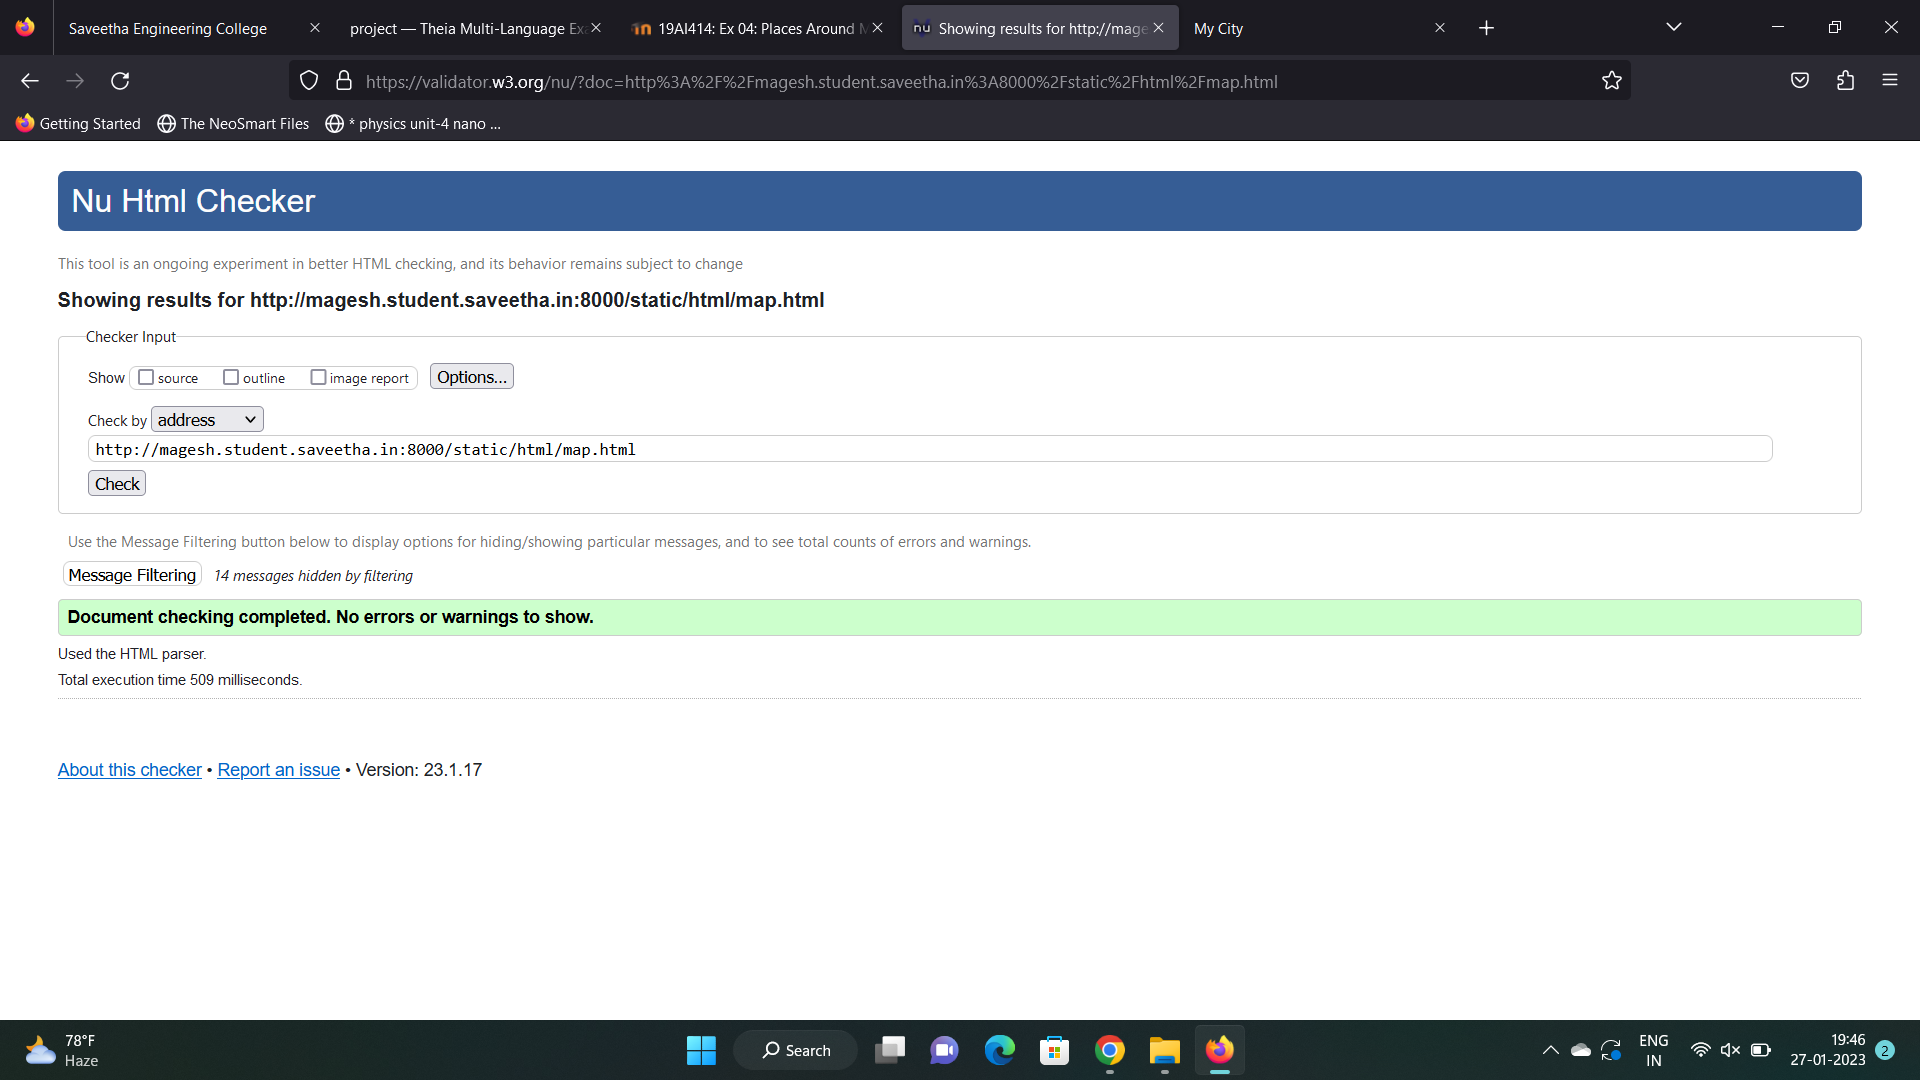 Saveetha Engineering College
project — Theia Multi-Language Exa
19AI414: Ex 04: Places Around M
nu Showing results for http://mage
My City
https://validator.w3.org/nu/?doc=http%3A%2F%2Fmagesh.student.saveetha.in%3A8000%2Fstatic%2Fhtml%2Fmap.html
Getting Started The NeoSmart Files * physics unit-4 nano ...
Nu Html Checker
This tool is an ongoing experiment in better HTML checking, and its behavior remains subject to change
Showing results for http://magesh.student.saveetha.in:8000/static/html/map.html
Checker Input
Show source outline image report Options...
Check by address
http://magesh.student.saveetha.in:8000/static/html/map.html
Check
Use the Message Filtering button below to display options for hiding/showing particular messages, and to see total counts of errors and warnings.
Message Filtering 14 messages hidden by filtering
Document checking completed. No errors or warnings to show.
Used the HTML parser.
Total execution time 509 milliseconds.
About this checker • Report an issue • Version: 23.1.17
78°F
Haze
Search
ENG
IN
19:46
27-01-2023
2